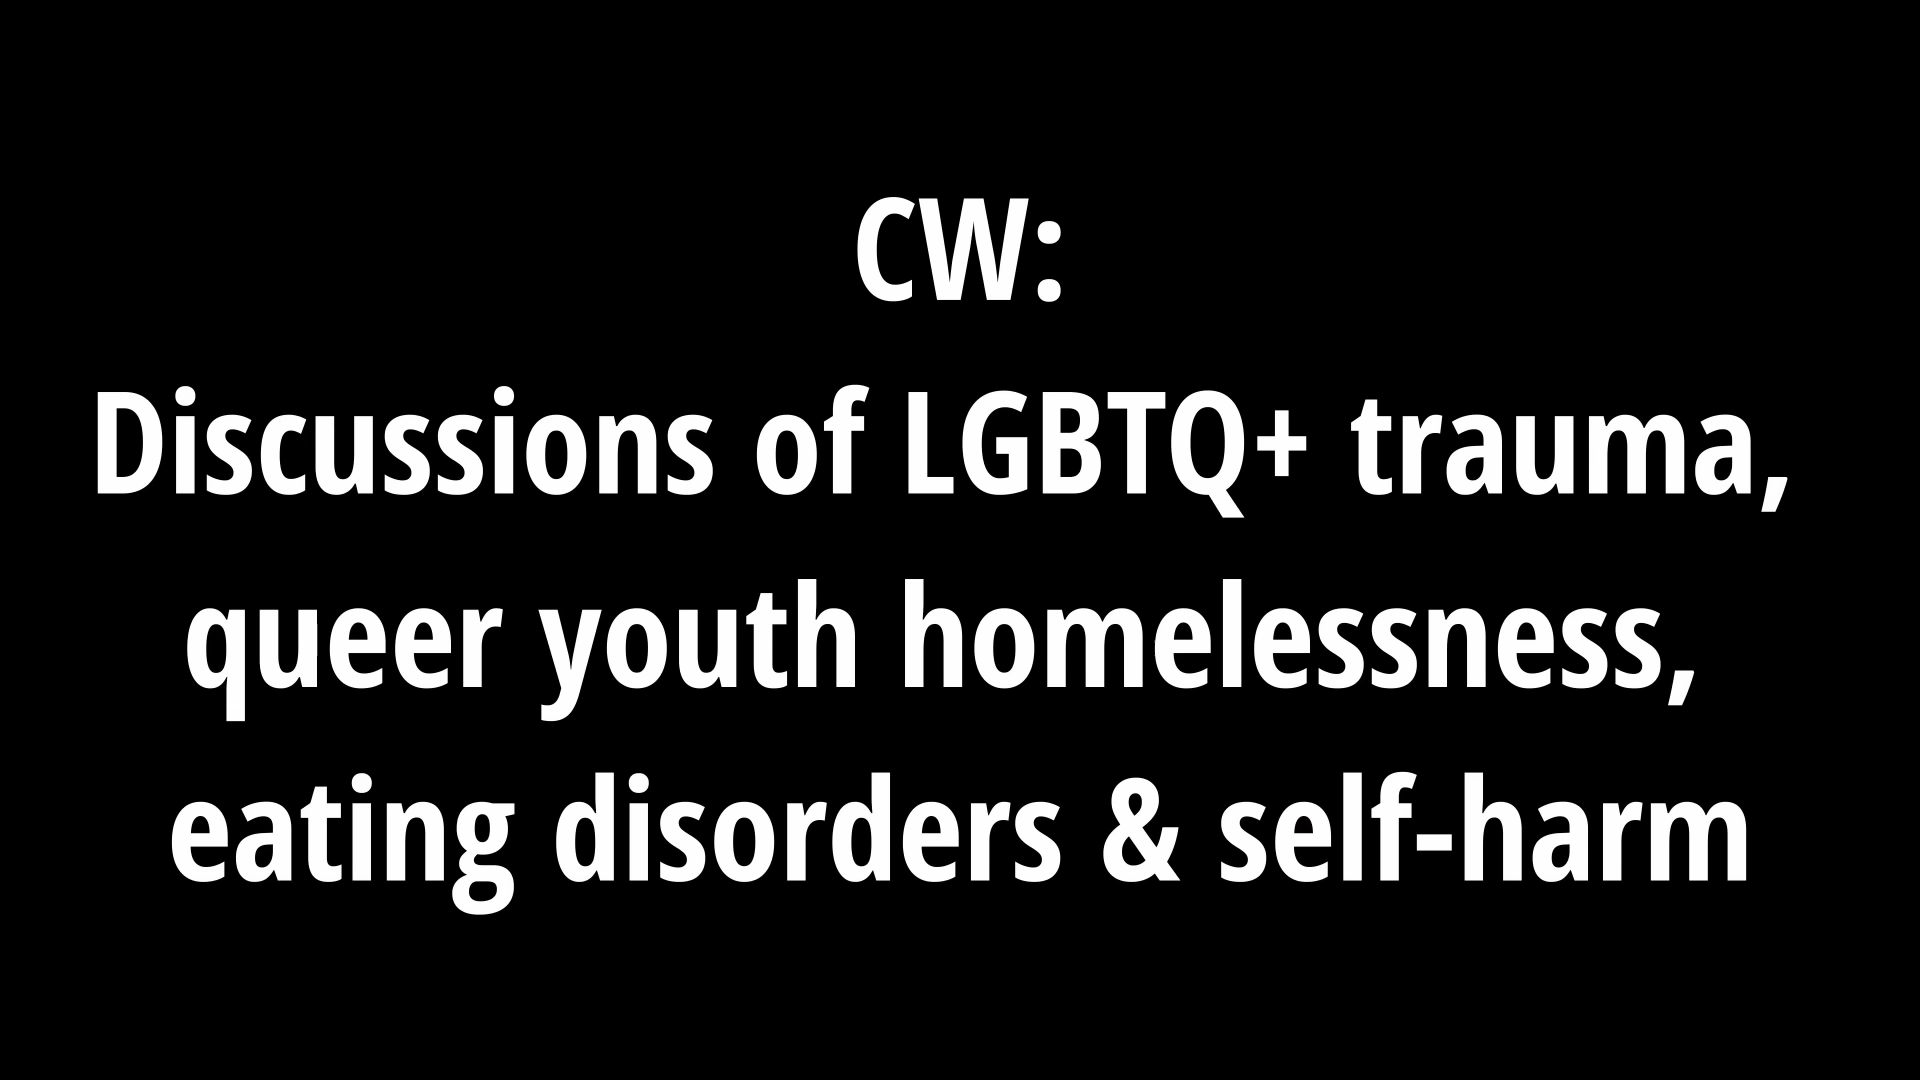 CW:
Discussions of LGBTQ+ trauma,
queer youth homelessness,
eating disorders & self-harm